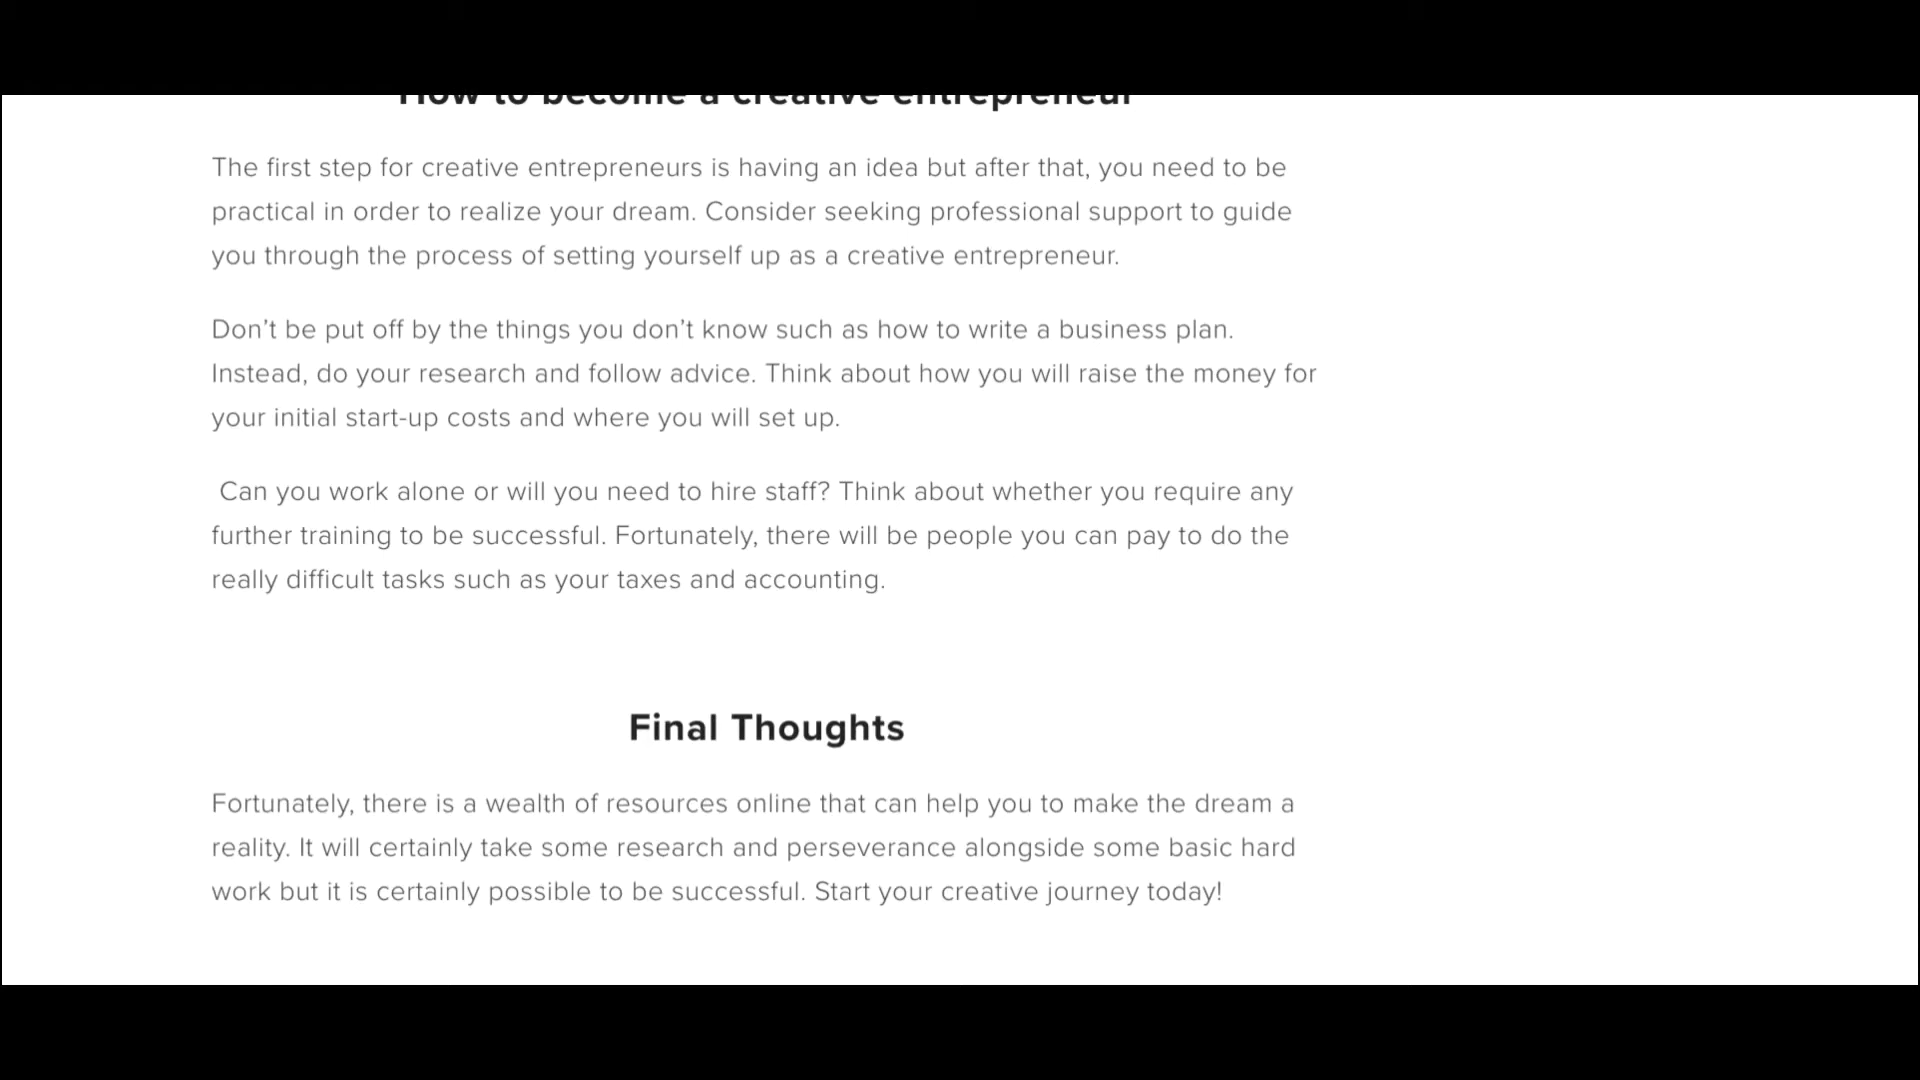 How to become a creative entrepreneur
The first step for creative entrepreneurs is having an idea but after that, you need to be
practical in order to realize your dream. Consider seeking professional support to guide
you through the process of setting yourself up as a creative entrepreneur.
Don’t be put off by the things you don’t know such as how to write a business plan.
Instead, do your research and follow advice. Think about how you will raise the money for
your initial start-up costs and where you will set up.
Can you work alone or will you need to hire staff? Think about whether you require any
further training to be successful. Fortunately, there will be people you can pay to do the
really difficult tasks such as your taxes and accounting.
Final Thoughts
Fortunately, there is a wealth of resources online that can help you to make the dream a
reality. It will certainly take some research and perseverance alongside some basic hard
work but it is certainly possible to be successful. Start your creative journey today!